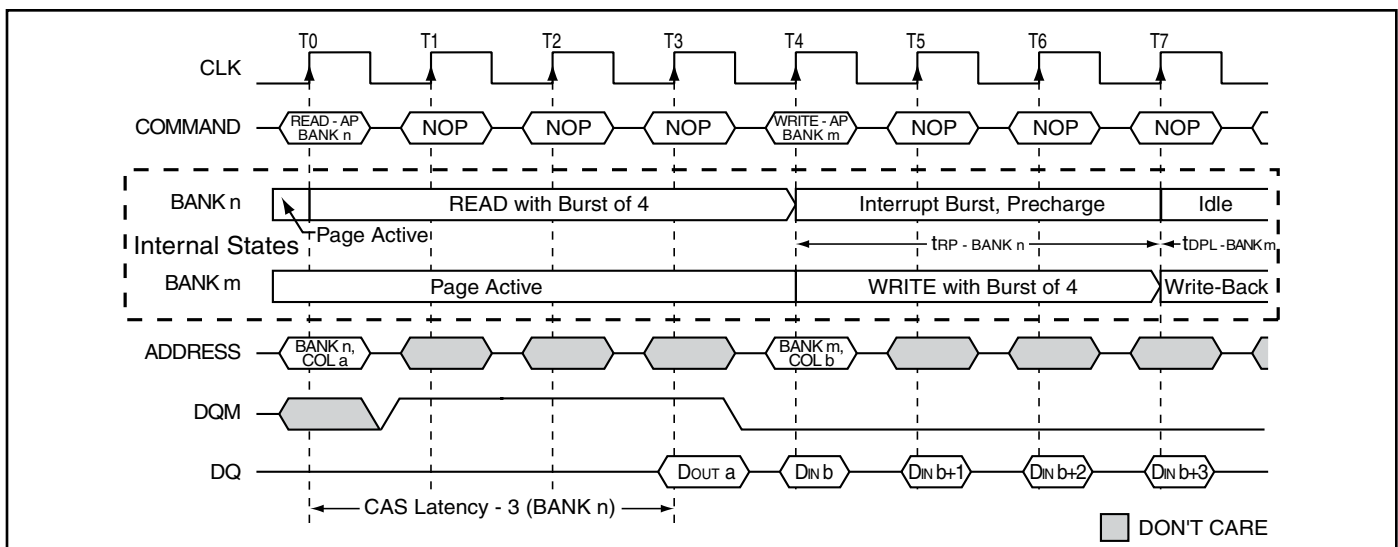 T0 T1 T2 T3 T4 T5 T6 T7
CLK
COMMAND READ - AP BANK n NOP NOP NOP WRITE - AP BANK m NOP NOP NOP
BANK n READ with Burst of 4 Interrupt Burst, Precharge Idle
Internal States Page Active tRP - BANK n tDPL - BANK m
BANK m Page Active WRITE with Burst of 4 Write-Back
ADDRESS BANK n, COL a BANK m, COL b
DQM
DQ DOUT a DIN b DIN b+1 DIN b+2 DIN b+3
CAS Latency - 3 (BANK n)
DON'T CARE